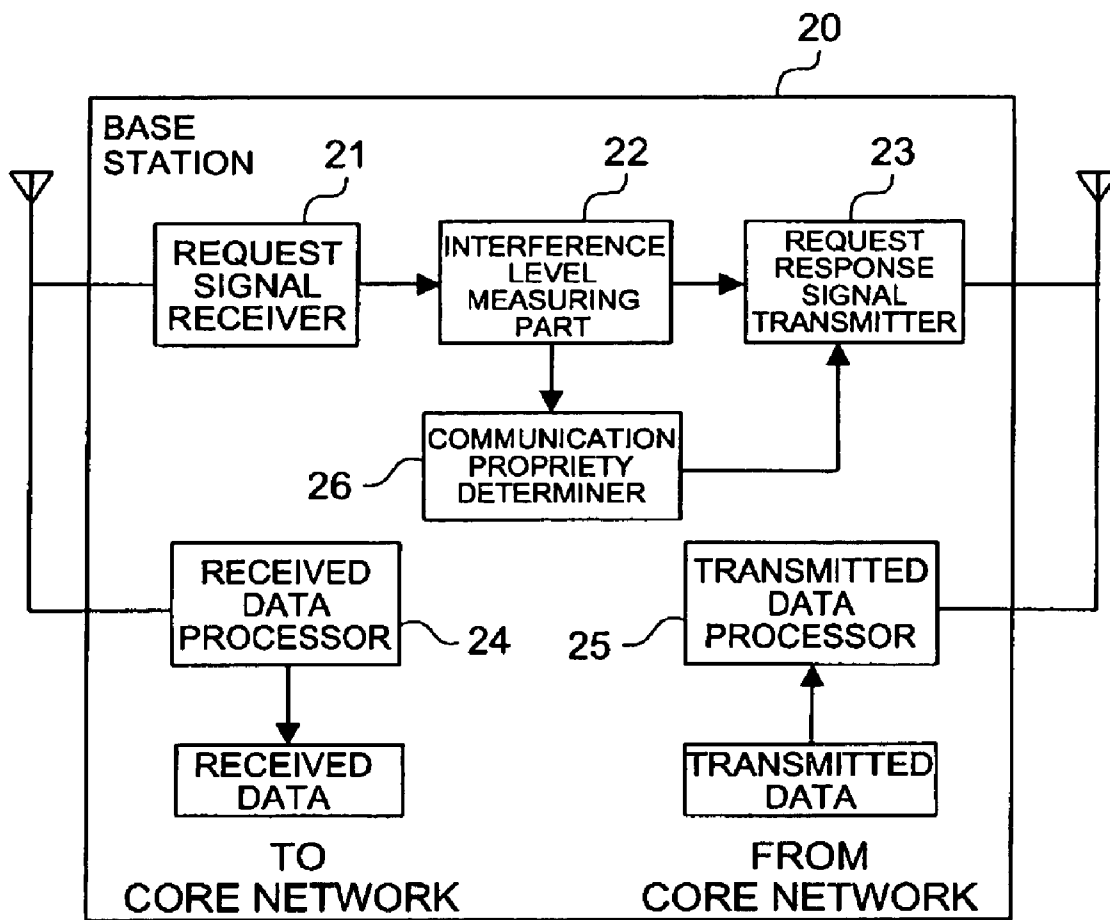 20
BASE
STATION
21
22
23
REQUEST
SIGNAL
RECEIVER
INTERFERENCE
LEVEL
MEASURING
PART
REQUEST
RESPONSE
SIGNAL
TRANSMITTER
COMMUNICATION
PROPRIETY
DETERMINER
26
RECEIVED
DATA
PROCESSOR
24
TRANSMITTED
DATA
PROCESSOR
25
RECEIVED
DATA
TRANSMITTED
DATA
TO
CORE NETWORK
FROM
CORE NETWORK